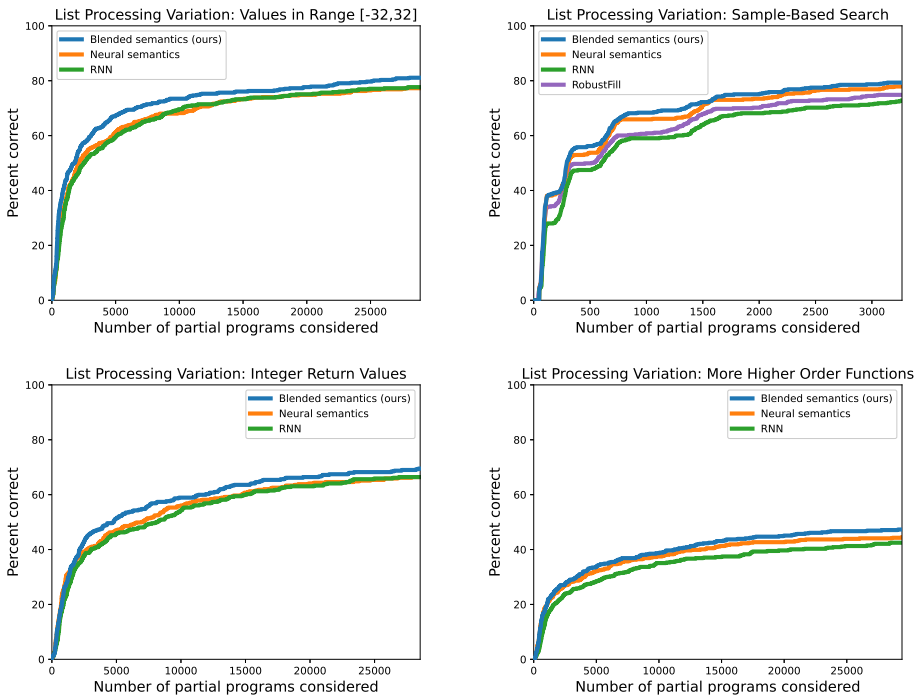 List Processing Variation: Values in Range [-32,32]
100
80
60
40
20
0
Percent correct
Blended semantics (ours)
Neural semantics
RNN
0 5000 10000 15000 20000 25000
Number of partial programs considered
List Processing Variation: Sample-Based Search
100
80
60
40
20
0
Percent correct
Blended semantics (ours)
Neural semantics
RNN
RobustFill
0 500 1000 1500 2000 2500 3000
Number of partial programs considered
List Processing Variation: Integer Return Values
100
80
60
40
20
0
Percent correct
Blended semantics (ours)
Neural semantics
RNN
0 5000 10000 15000 20000 25000
Number of partial programs considered
List Processing Variation: More Higher Order Functions
100
80
60
40
20
0
Percent correct
Blended semantics (ours)
Neural semantics
RNN
0 5000 10000 15000 20000 25000
Number of partial programs considered